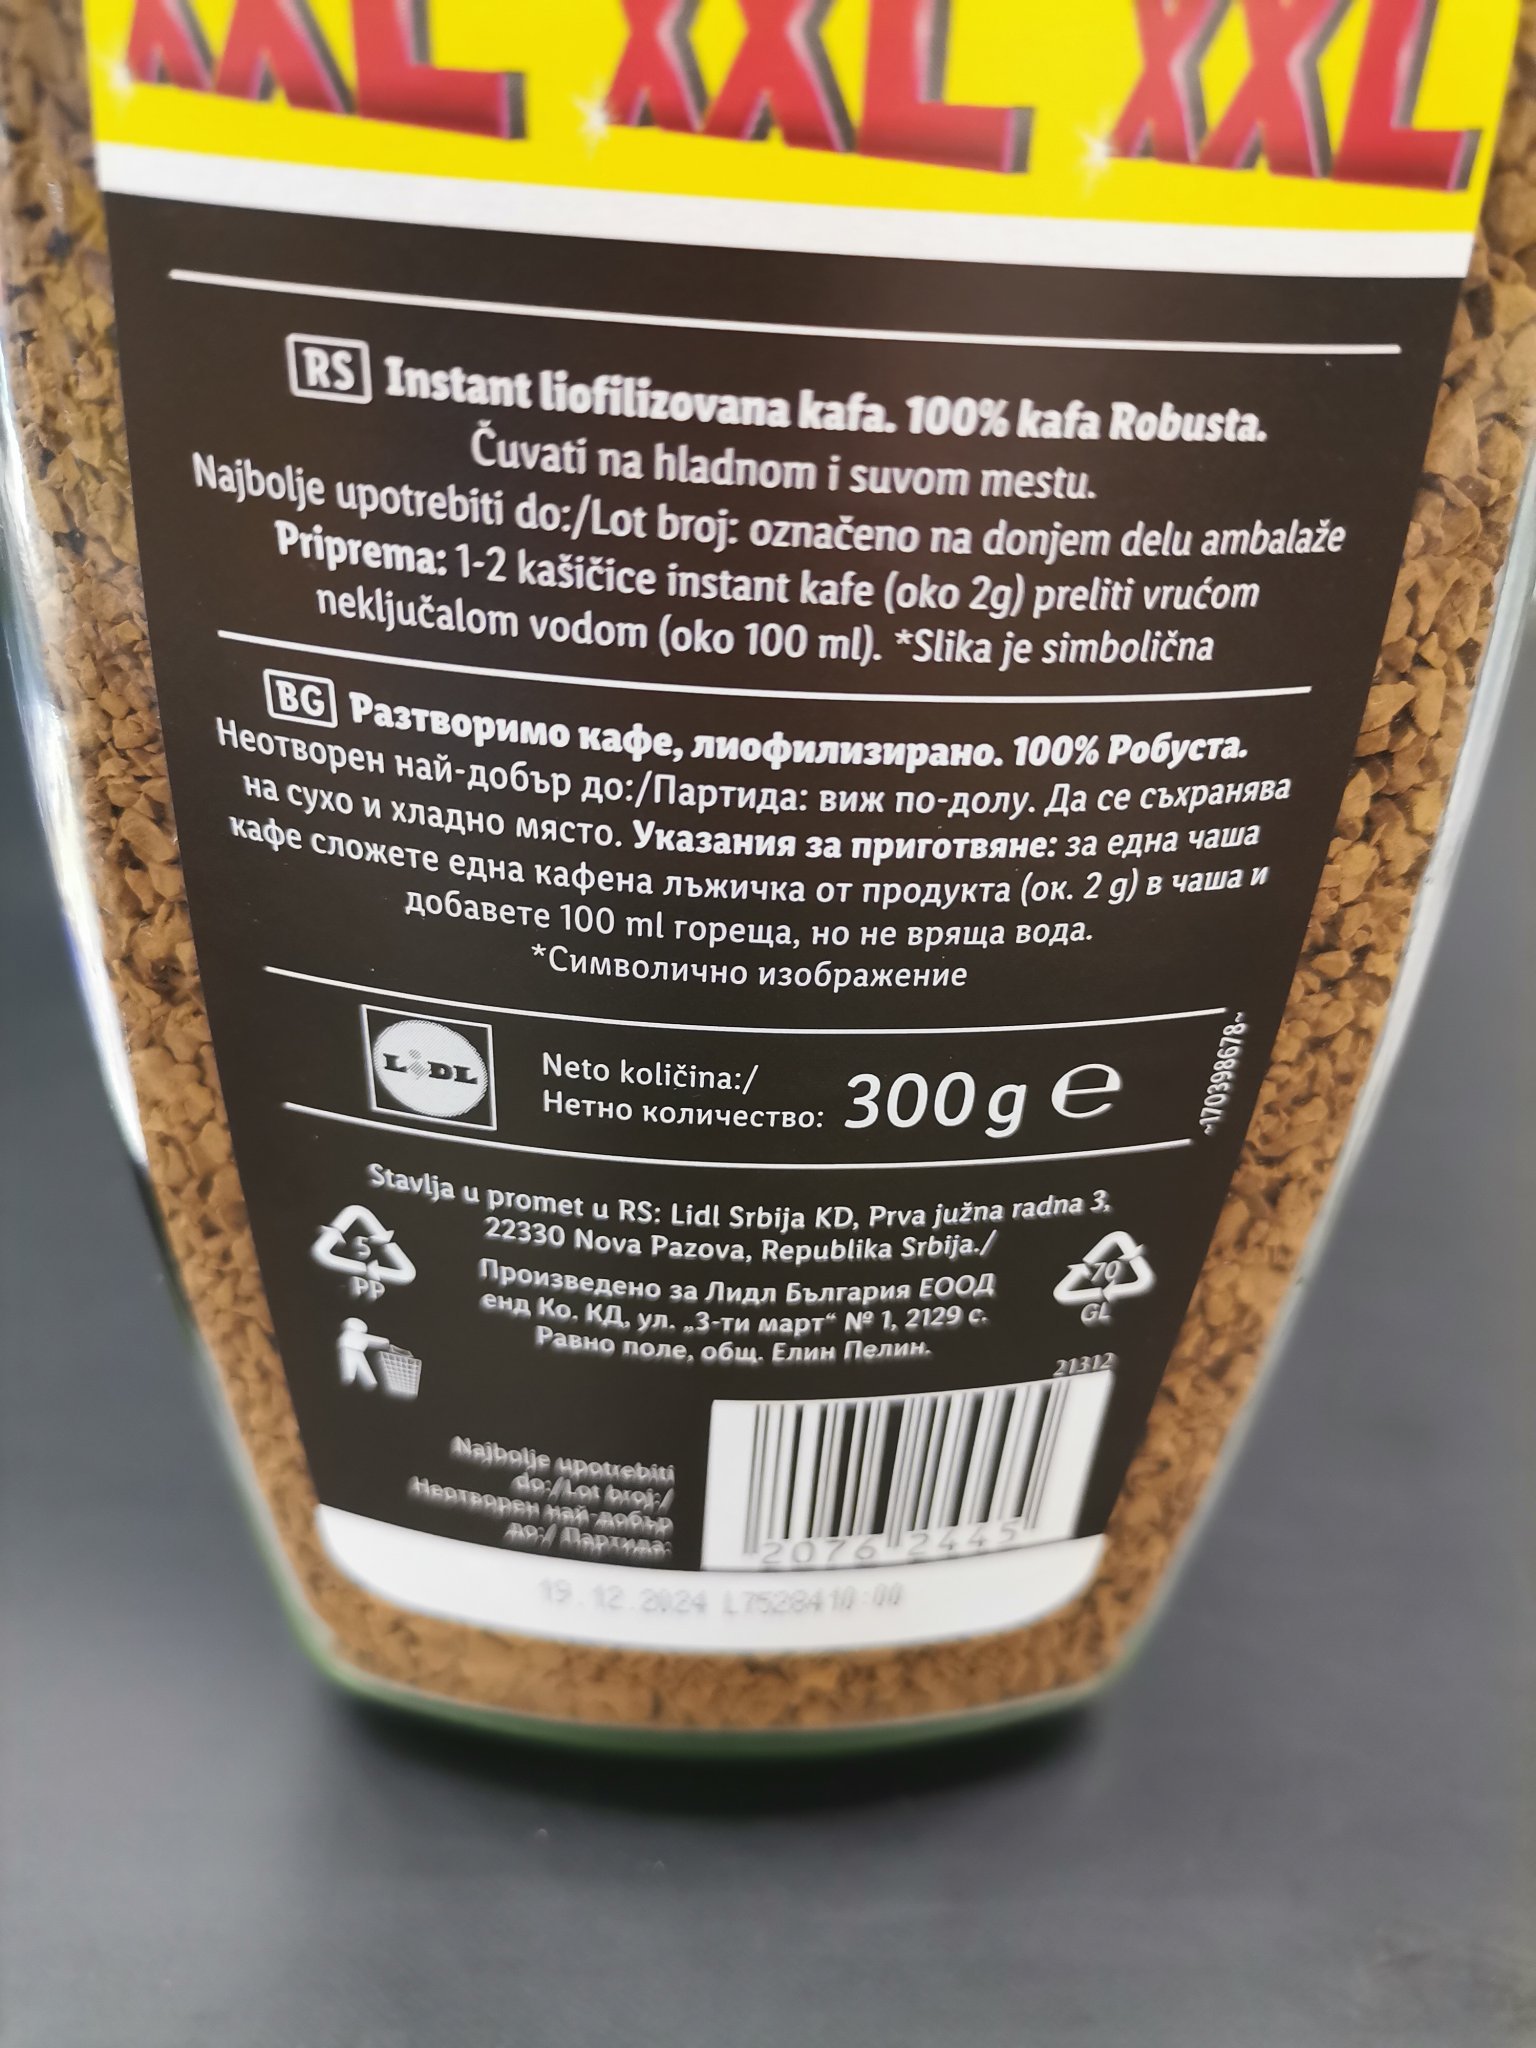 XXL XXL XXL
RS Instant liofilizovana kafa. 100% kafa Robusta.
Čuvati na hladnom i suvom mestu.
Najbolje upotrebiti do:/Lot broj: označeno na donjem delu ambalaže
Priprema: 1-2 kašičice instant kafe (oko 2g) preliti vrućom
neključalom vodom (oko 100 ml). *Slika je simbolična
BG Разтворимо кафе, лиофилизирано. 100% Робуста.
Неотворен най-добър до:/Партида: виж по-долу. Да се съхранява
на сухо и хладно място. Указания за приготвяне: за една чаша
кафе сложете една кафена лъжичка от продукта (ок. 2 g) в чаша и
добавете 100 ml гореща, но не вряща вода.
*Символично изображение
LIDL
Neto količina:/
Нетно количество: 300 g e
~170398678~
Stavlja u promet u RS: Lidl Srbija KD, Prva južna radna 3,
22330 Nova Pazova, Republika Srbija./
Произведено за Лидл България ЕООД
енд Ко. КД, ул. „3-ти март“ № 1, 2129 с.
Равно поле, общ. Елин Пелин.
5
PP
70
GL
21312
Najbolje upotrebiti
do:/Lot broj:/
Неотворен най-добър
до:/ Партида:
2076 2445
19.12.2024 L75284 10:00